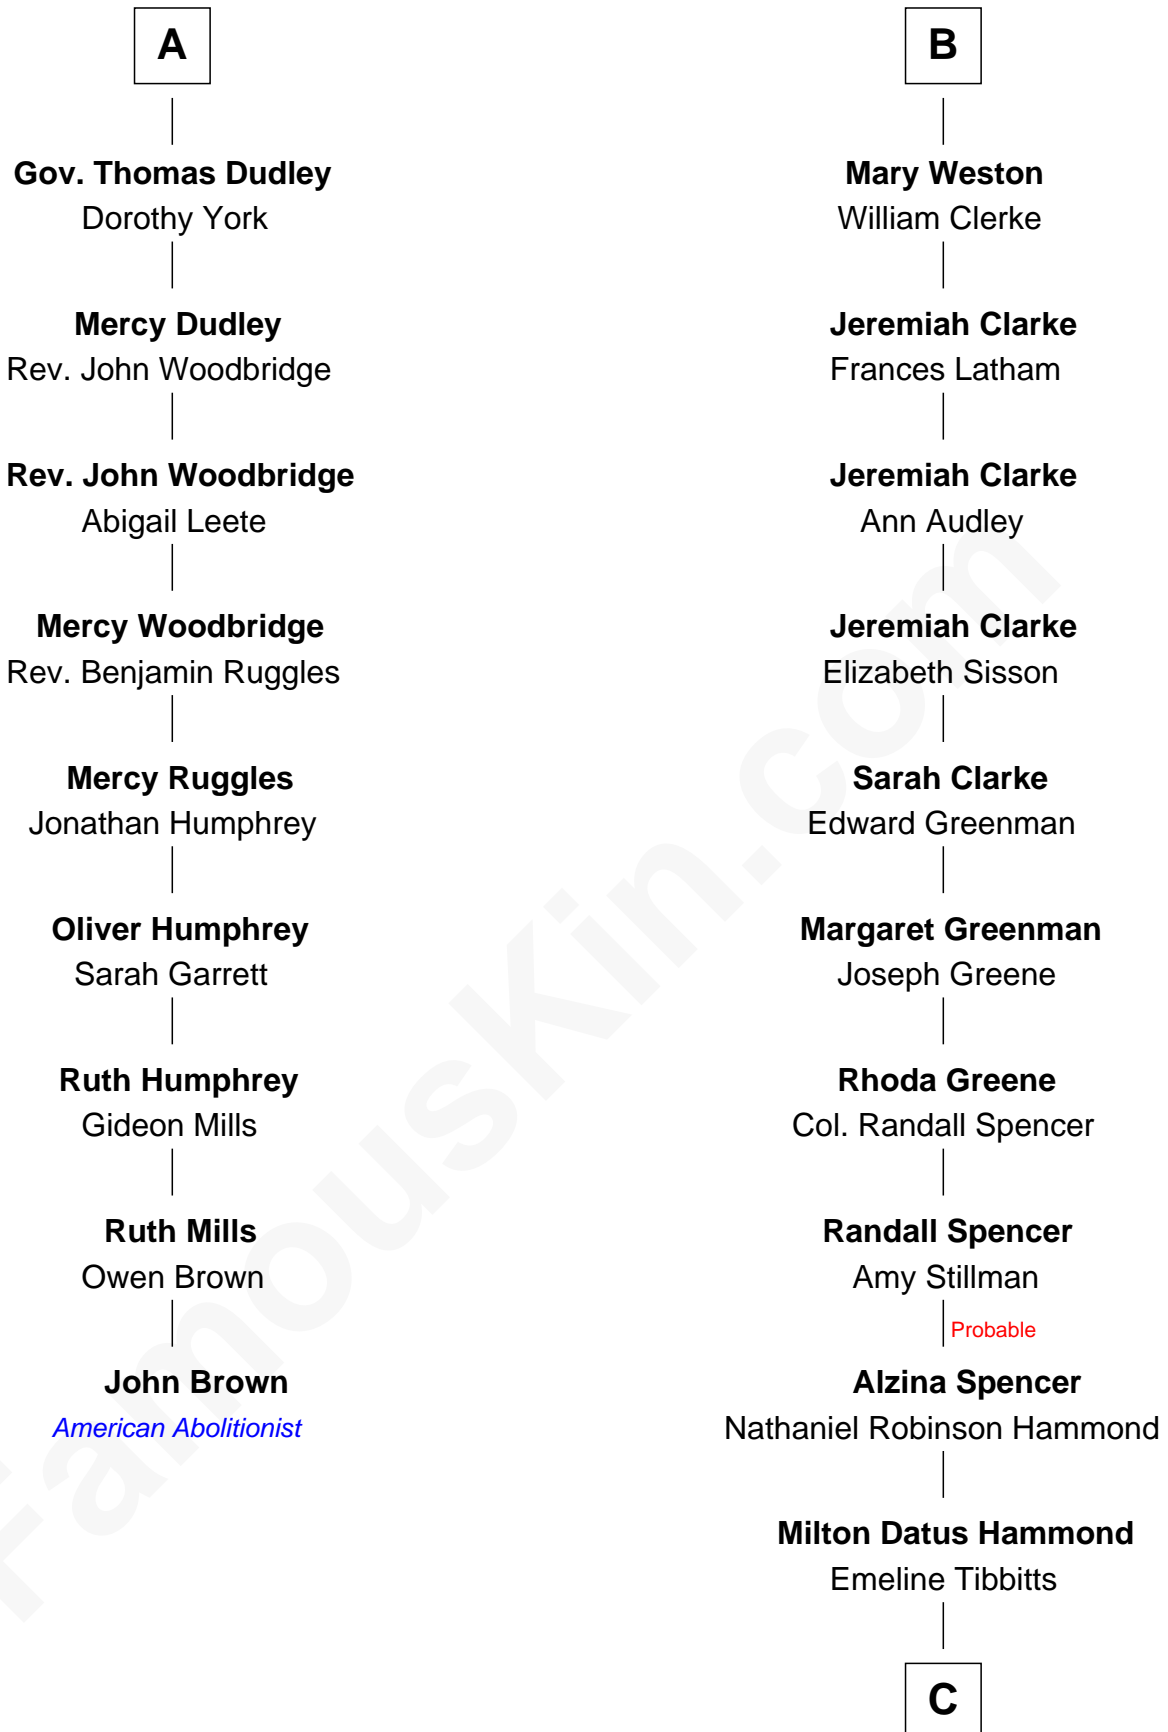 A
Gov. Thomas Dudley
Dorothy York
Mercy Dudley
Rev. John Woodbridge
Rev. John Woodbridge
Abigail Leete
Mercy Woodbridge
Rev. Benjamin Ruggles
Mercy Ruggles
Jonathan Humphrey
Oliver Humphrey
Sarah Garrett
Ruth Humphrey
Gideon Mills
Ruth Mills
Owen Brown
John Brown
American Abolitionist
B
Mary Weston
William Clerke
Jeremiah Clarke
Frances Latham
Jeremiah Clarke
Ann Audley
Jeremiah Clarke
Elizabeth Sisson
Sarah Clarke
Edward Greenman
Margaret Greenman
Joseph Greene
Rhoda Greene
Col. Randall Spencer
Randall Spencer
Amy Stillman
Probable
Alzina Spencer
Nathaniel Robinson Hammond
Milton Datus Hammond
Emeline Tibbitts
C
FamousKin.com